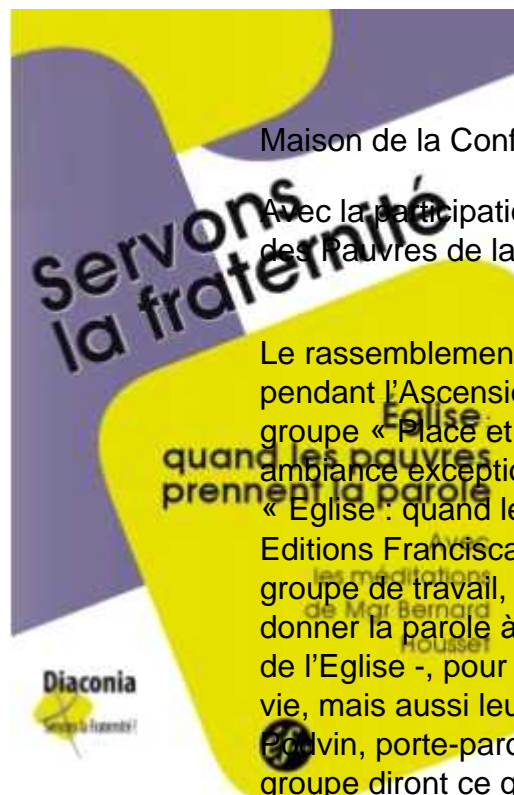 Servons
la fraternité
Église :
quand les pauvres
prennent la parole
Avec
les méditations
de Mgr Bernard
Housset
Diaconia
Servons la fraternité !
Maison de la Conf
Avec la participatio
des Pauvres de la
Le rassemblemen
pendant l'Ascensio
groupe « Place et
ambiance exceptio
« Eglise : quand le
Editions Francisca
groupe de travail,
donner la parole à
de l'Eglise -, pour
vie, mais aussi leu
Podvin, porte-paro
groupe diront ce q